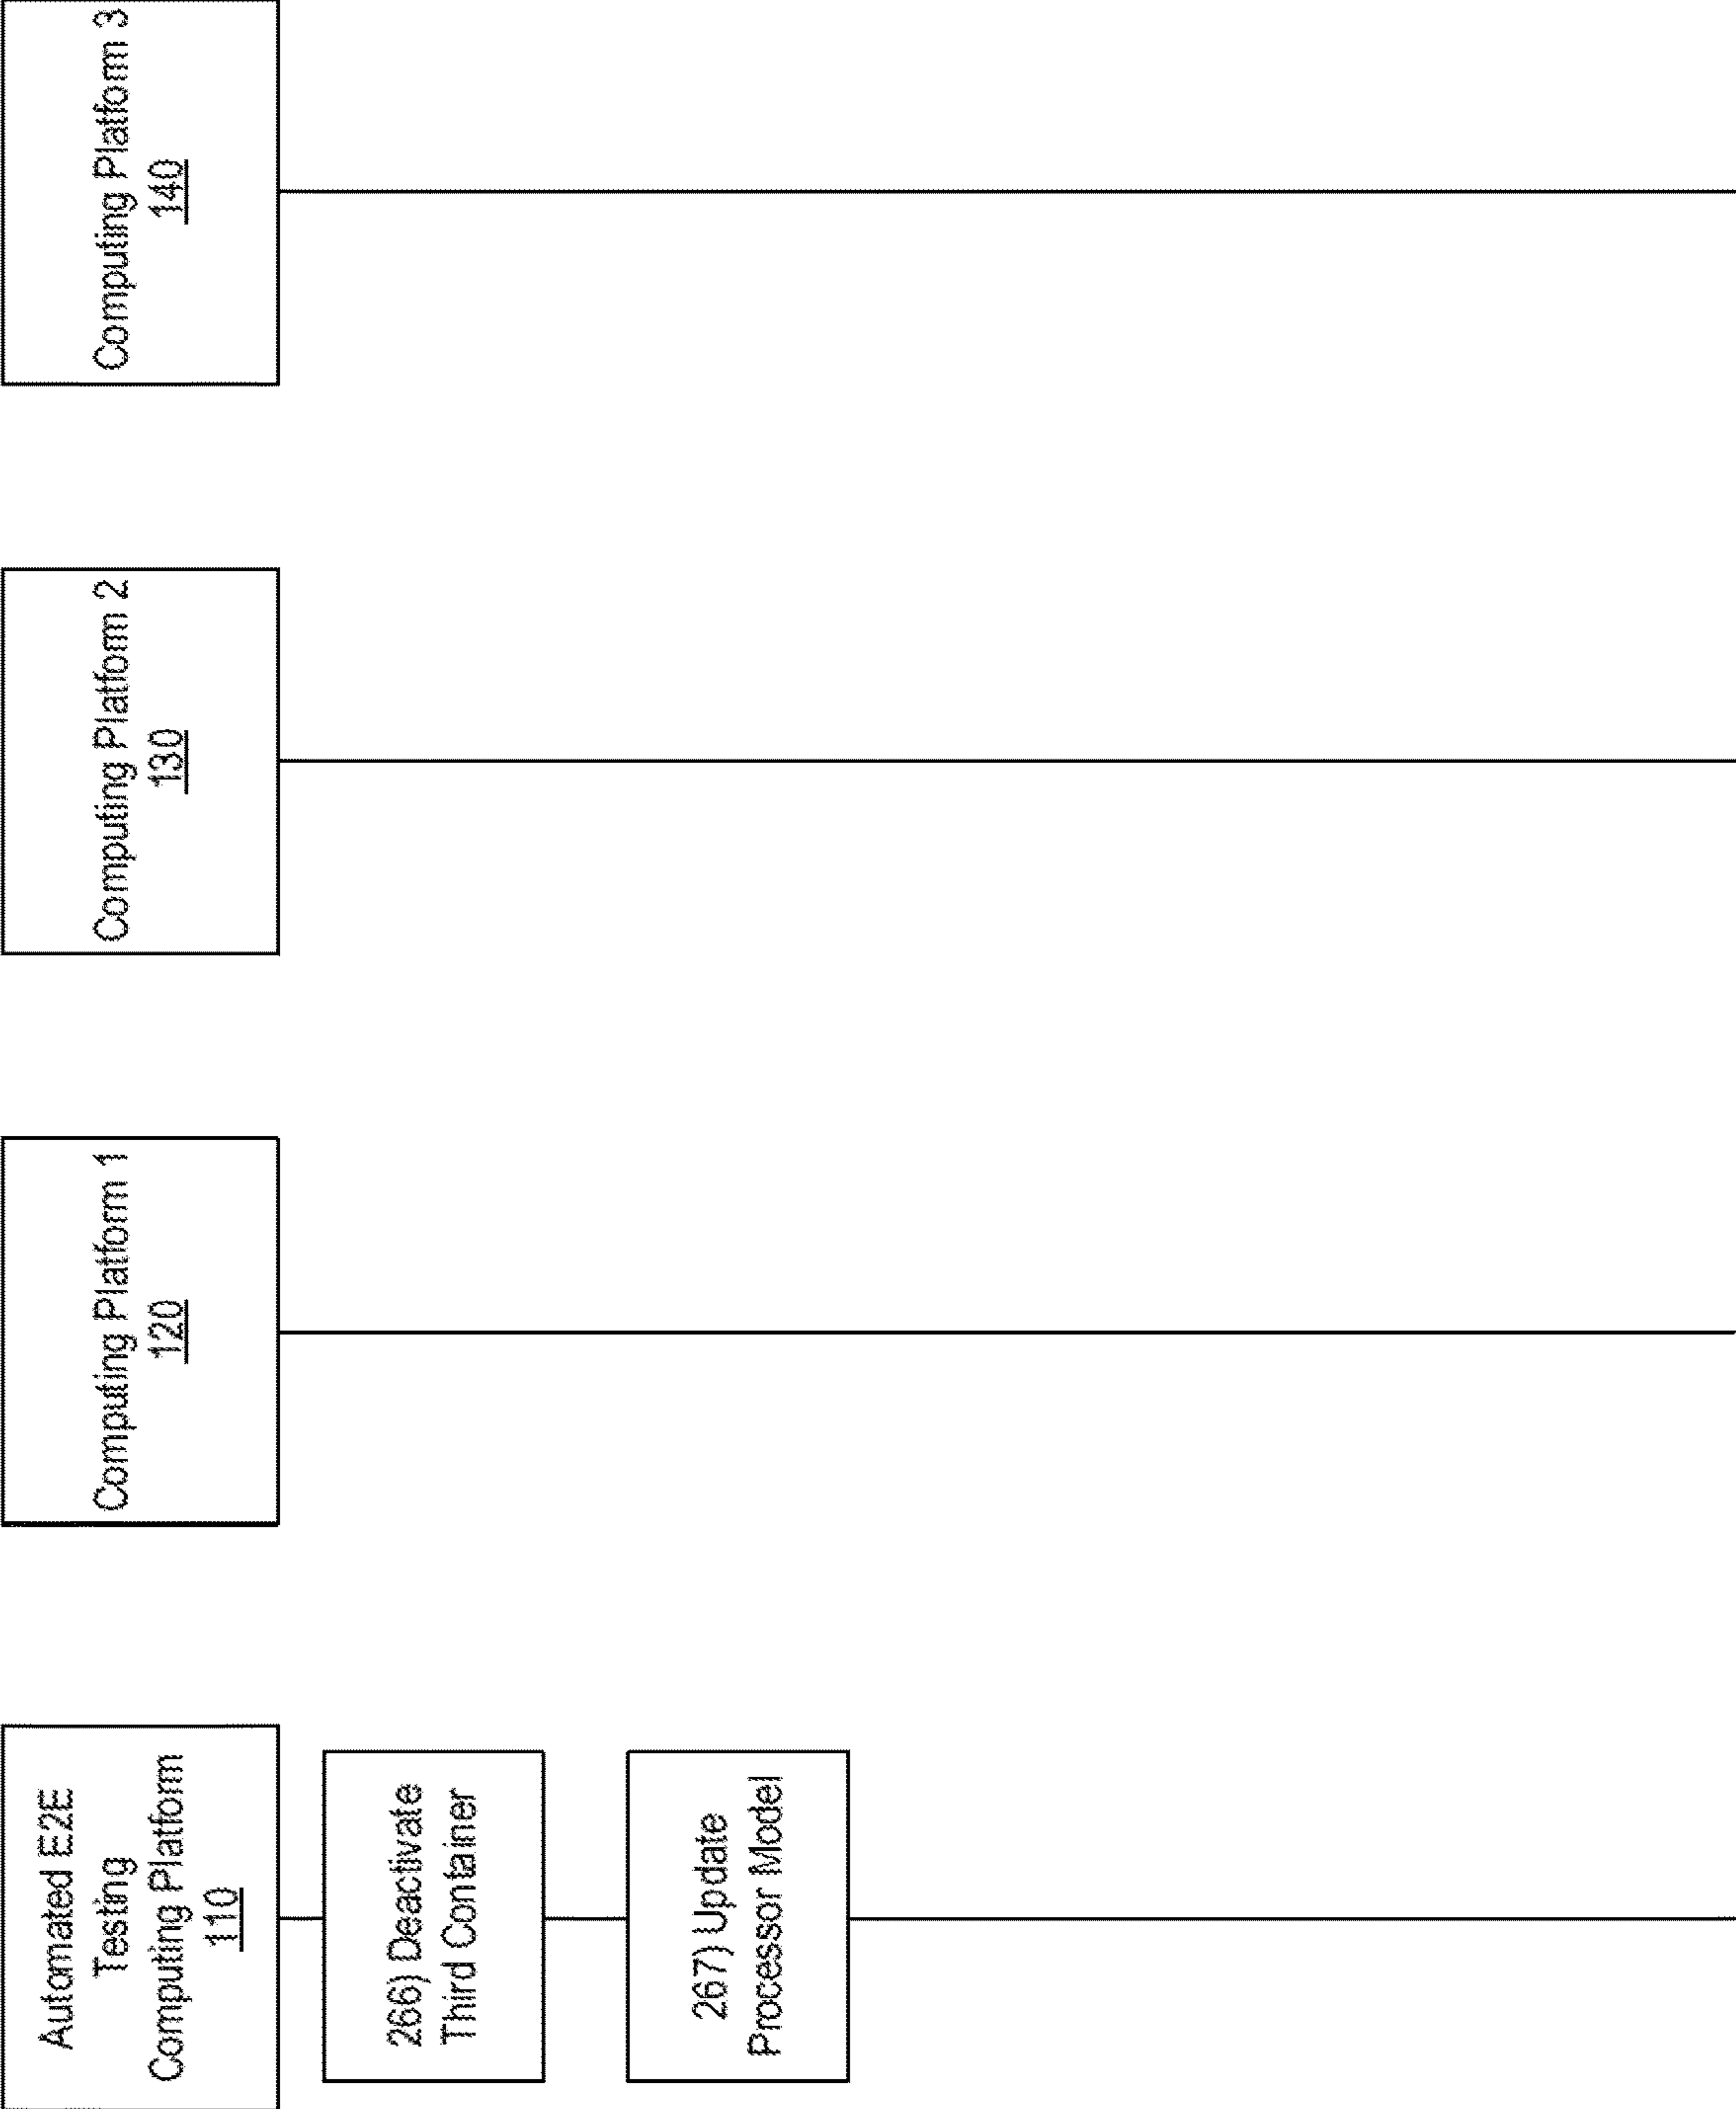 Automated E2E
Testing
Computing Platform
110
Computing Platform 1
120
Computing Platform 2
130
Computing Platform 3
140
266) Deactivate
Third Container
267) Update
Processor Model